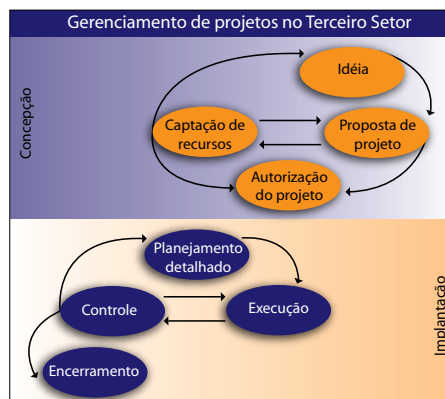 Gerenciamento de projetos no Terceiro Setor
Concepção
Idéia
Captação de
recursos
Proposta de
projeto
Autorização
do projeto
Implantação
Planejamento
detalhado
Controle
Execução
Encerramento